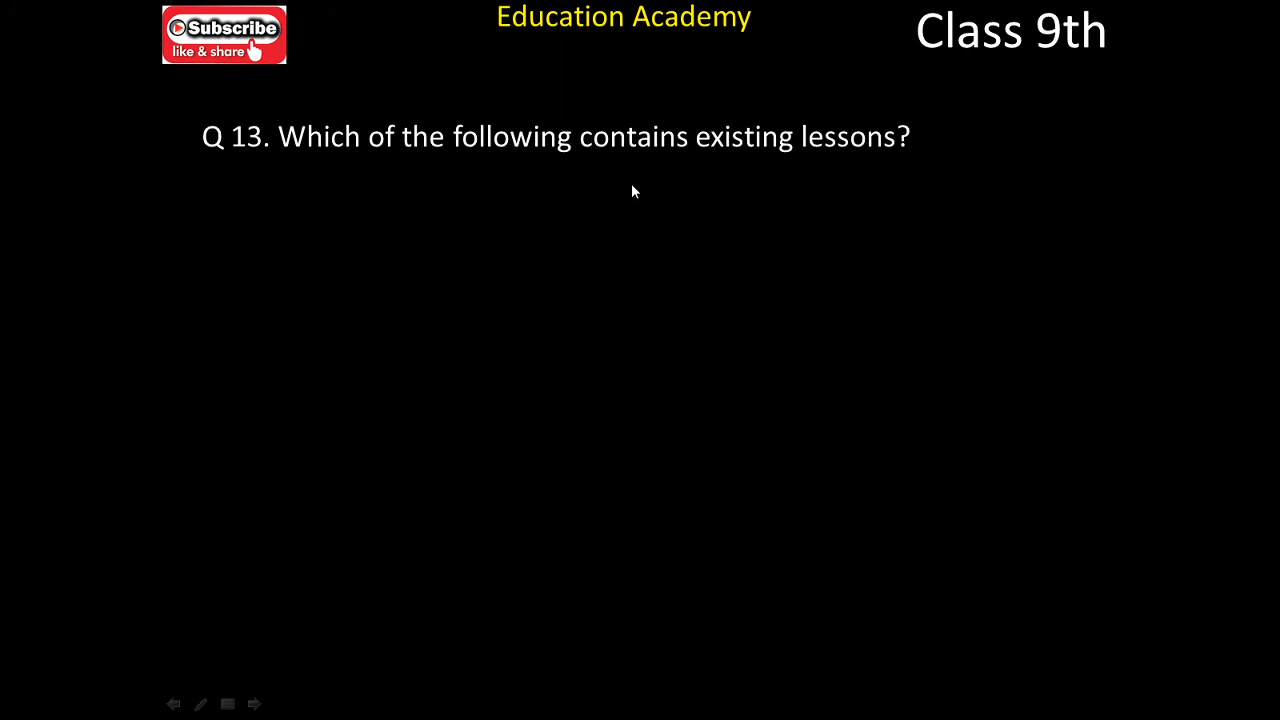 Subscribe
like & share
Education Academy
Class 9th
Q 13. Which of the following contains existing lessons?